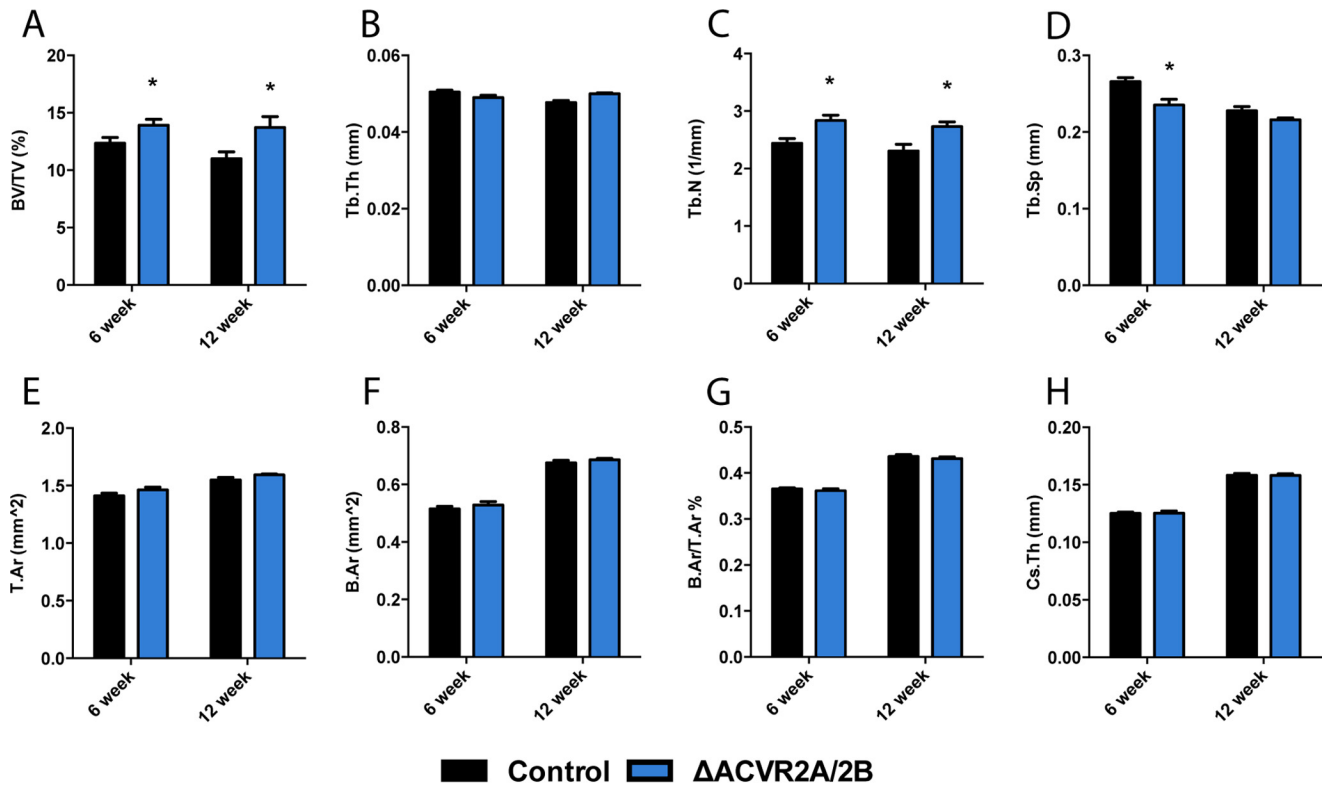 A
BV/TV (%)
20
15
10
5
0
*
*
6 week
12 week
B
Tb.Th (mm)
0.06
0.04
0.02
0.00
6 week
12 week
C
Tb.N (1/mm)
4
3
2
1
0
*
*
6 week
12 week
D
Tb.Sp (mm)
0.3
0.2
0.1
0.0
*
6 week
12 week
E
T.Ar (mm^2)
2.0
1.5
1.0
0.5
0.0
6 week
12 week
F
B.Ar (mm^2)
0.8
0.6
0.4
0.2
0.0
6 week
12 week
G
B.Ar/T.Ar %
0.5
0.4
0.3
0.2
0.1
0.0
6 week
12 week
H
Cs.Th (mm)
0.20
0.15
0.10
0.05
0.00
6 week
12 week
Control
ΔACVR2A/2B